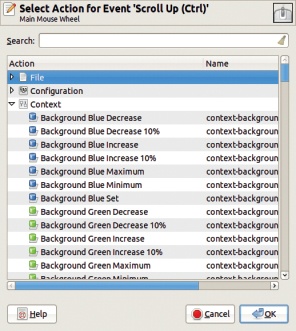 Select Action for Event 'Scroll Up (Ctrl)'
Main Mouse Wheel
Search:
Action Name
File
Configuration
Context
Background Blue Decrease context-backgroun
Background Blue Decrease 10% context-backgroun
Background Blue Increase context-backgroun
Background Blue Increase 10% context-backgroun
Background Blue Maximum context-backgroun
Background Blue Minimum context-backgroun
Background Blue Set context-backgroun
Background Green Decrease context-backgroun
Background Green Decrease 10% context-backgroun
Background Green Increase context-backgroun
Background Green Increase 10% context-backgroun
Background Green Maximum context-backgroun
Background Green Minimum context-backgroun
Help Cancel OK